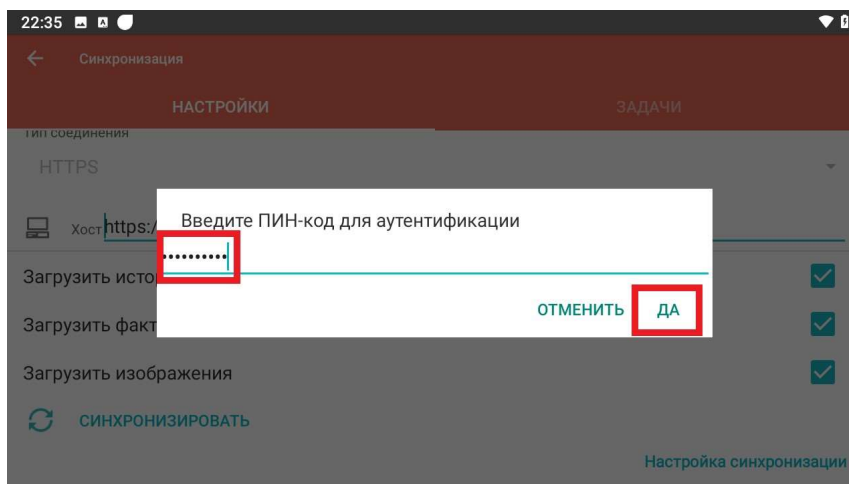 22:35
Синхронизация
НАСТРОЙКИ ЗАДАЧИ
Тип соединения
HTTPS
Введите ПИН-код для аутентификации
Хост https:/
••••••••••
Загрузить исто
ОТМЕНИТЬ ДА
Загрузить факт
Загрузить изображения
СИНХРОНИЗИРОВАТЬ
Настройка синхронизации